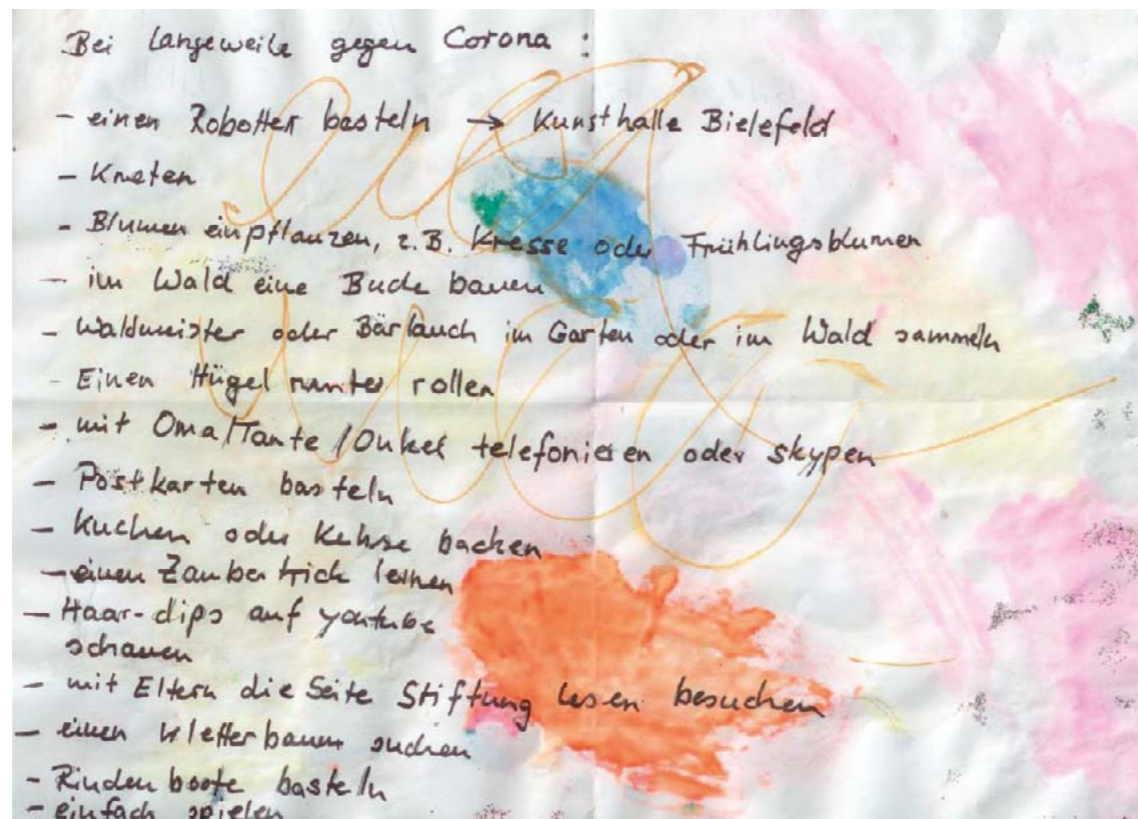 Bei Langeweile gegen Corona :
- einen Robotter basteln → Kunsthalle Bielefeld
- Kneten
- Blumen einpflanzen, z.B. Kresse oder Frühlingsblumen
- im Wald eine Bude bauen
- Waldmeister oder Bärlauch im Garten oder im Wald sammeln
- Einen Hügel runter rollen
- mit Oma/Tante/Onkel telefonieren oder skypen
- Postkarten basteln
- Kuchen oder Kekse backen
- einen Zaubertrick lernen
- Haar-dips auf youtube
schauen
- mit Eltern die Seite Stiftung lesen besuchen
- einen Kletterbaum suchen
- Rindenboote basteln
- einfach spielen